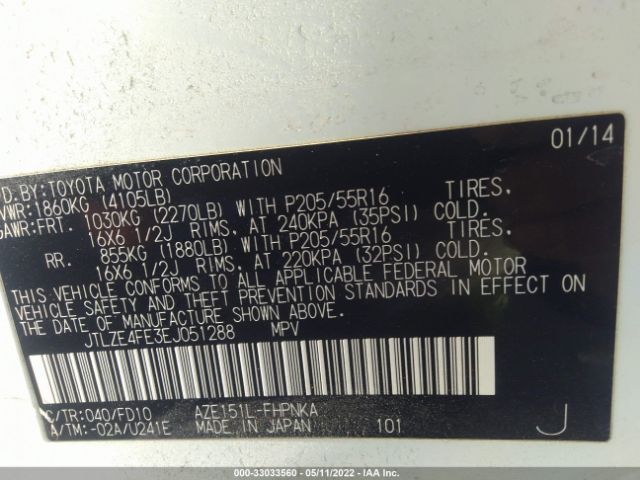 01/14
D.BY:TOYOTA MOTOR CORPORATION
VWR:1860KG (4105LB)
GAWR:FRT. 1030KG (2270LB) WITH P205/55R16 TIRES,
16X6 1/2J RIMS, AT 240KPA (35PSI) COLD.
RR. 855KG (1880LB) WITH P205/55R16 TIRES,
16X6 1/2J RIMS, AT 220KPA (32PSI) COLD.
THIS VEHICLE CONFORMS TO ALL APPLICABLE FEDERAL MOTOR
VEHICLE SAFETY AND THEFT PREVENTION STANDARDS IN EFFECT ON
THE DATE OF MANUFACTURE SHOWN ABOVE.
JTLZE4FE3EJ051288 MPV
C/TR:040/FD10 AZE151L-FHPNKA
A/TM:-02A/U241E MADE IN JAPAN 101 J
000-33033560 - 05/11/2022 - IAA Inc.